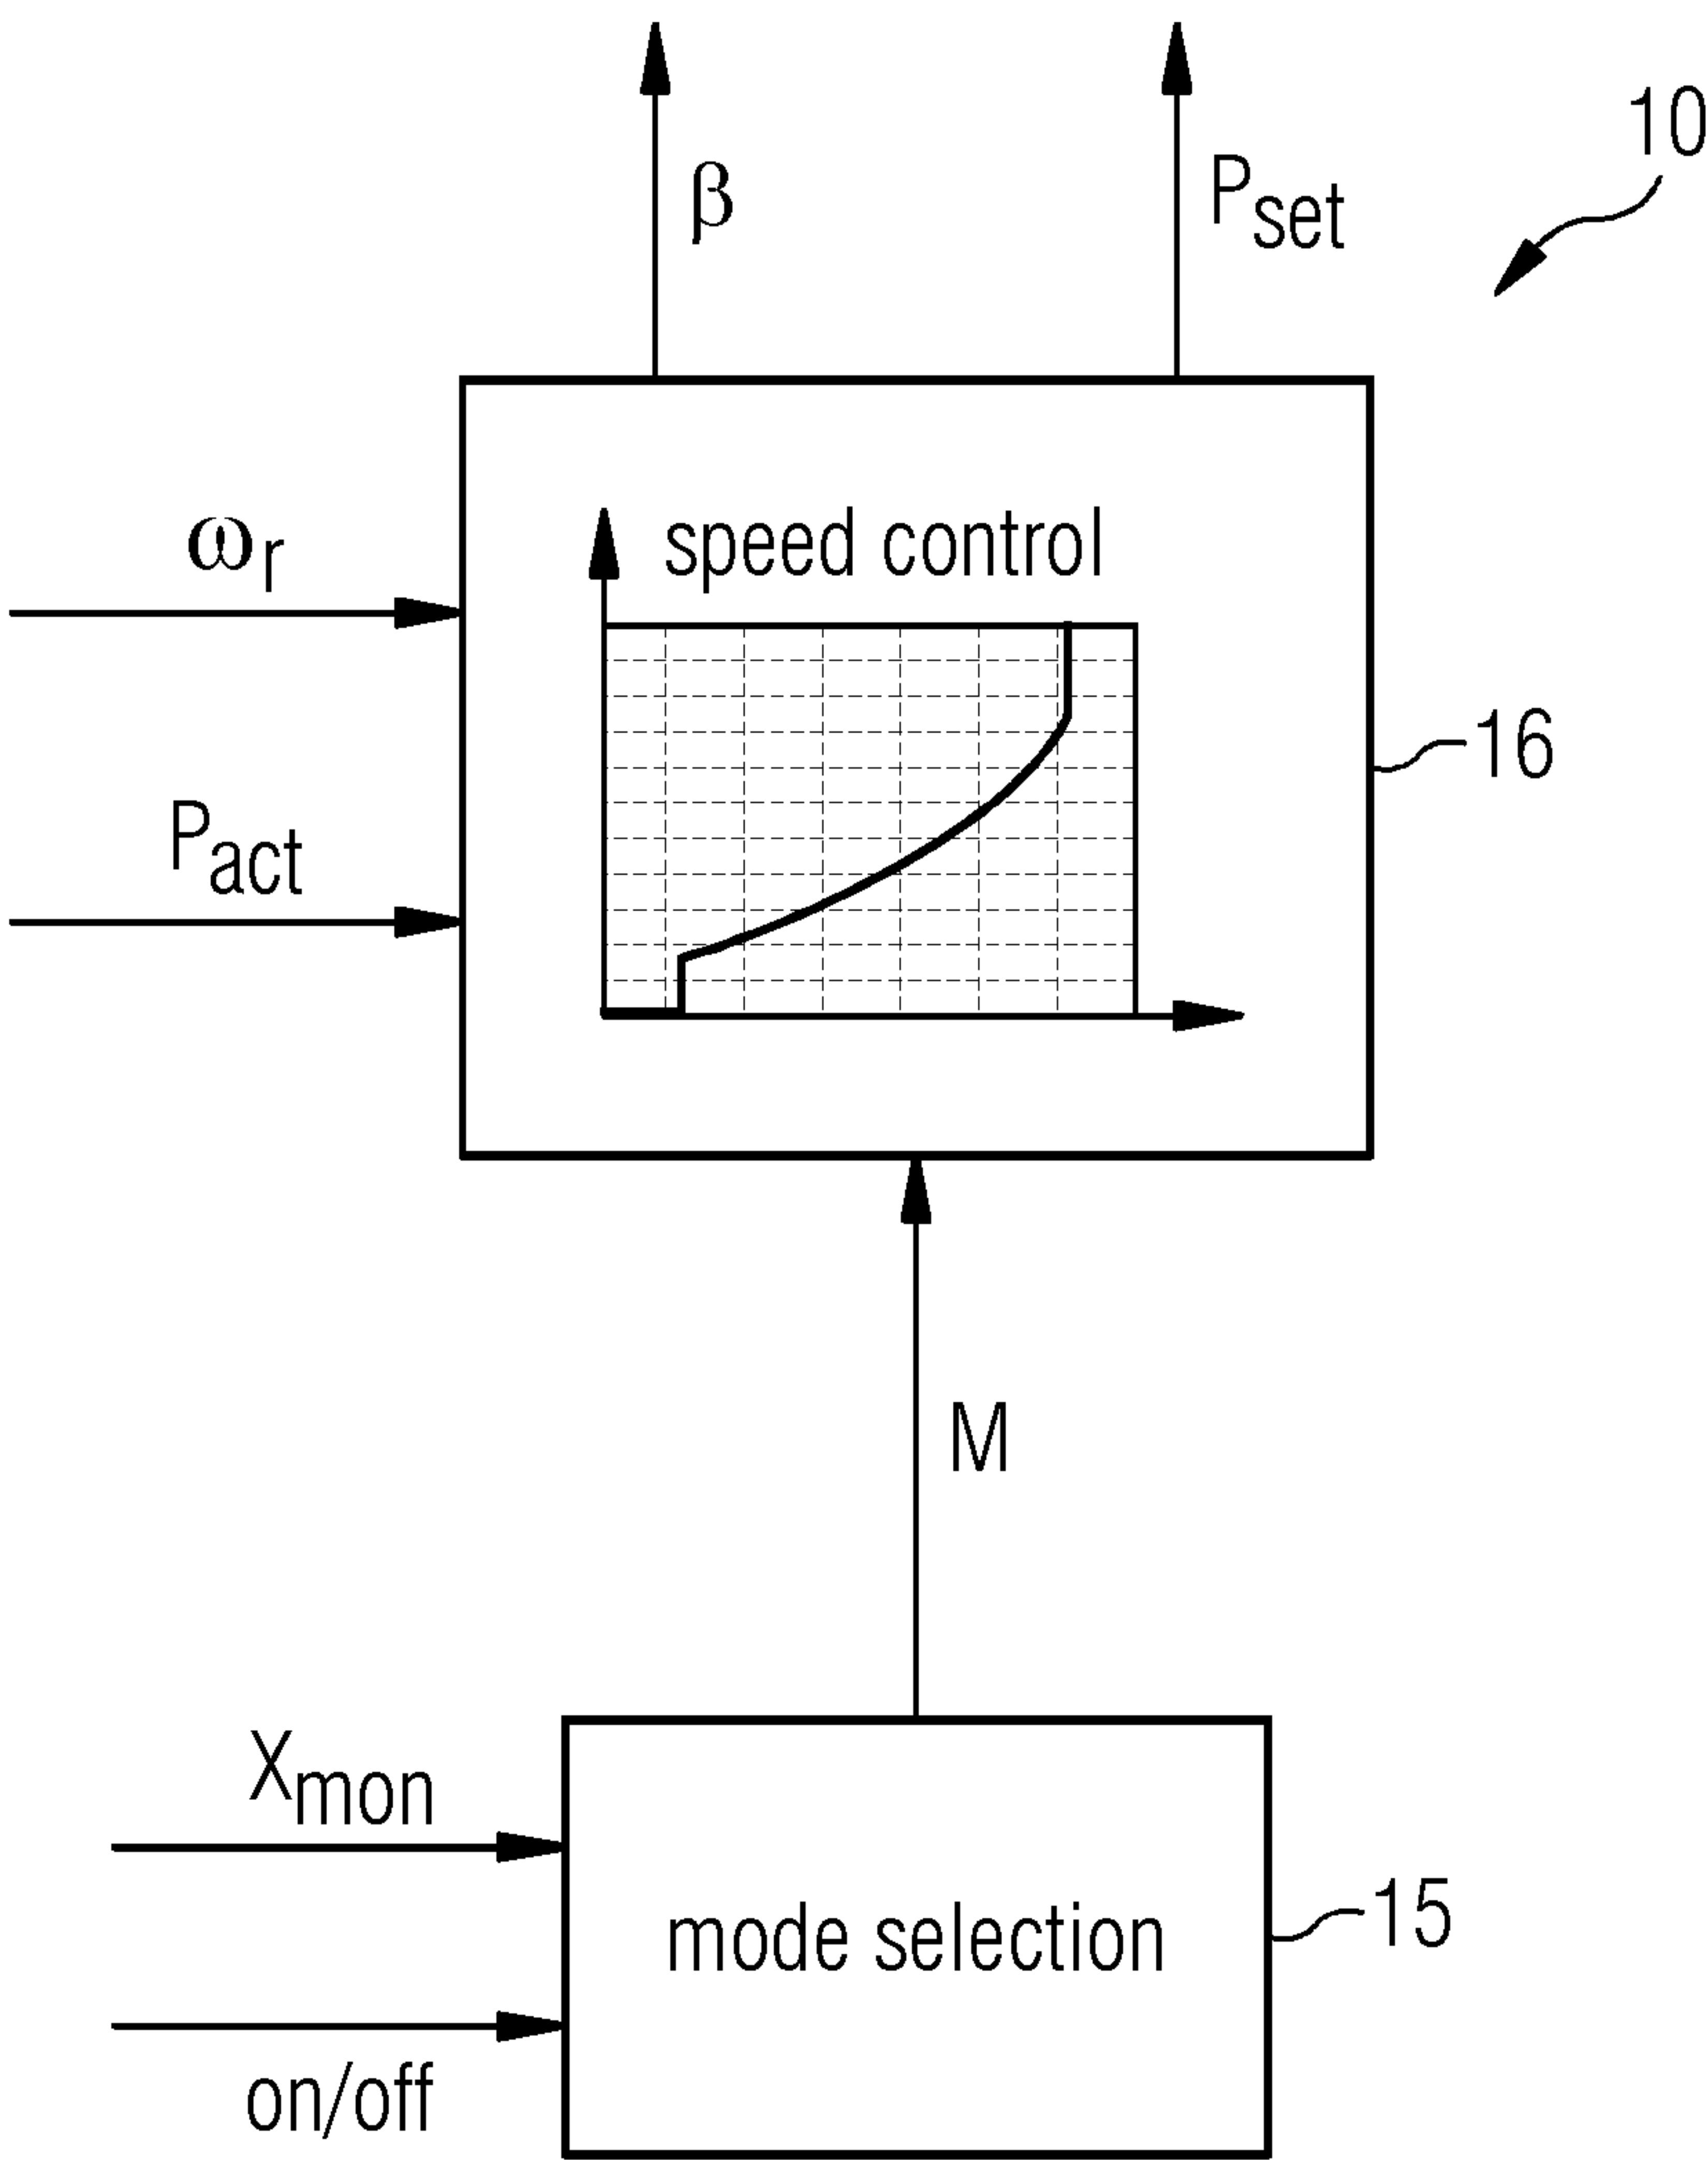 10
β
Pset
speed control
ωr
16
Pact
M
Xmon
15
mode selection
on/off